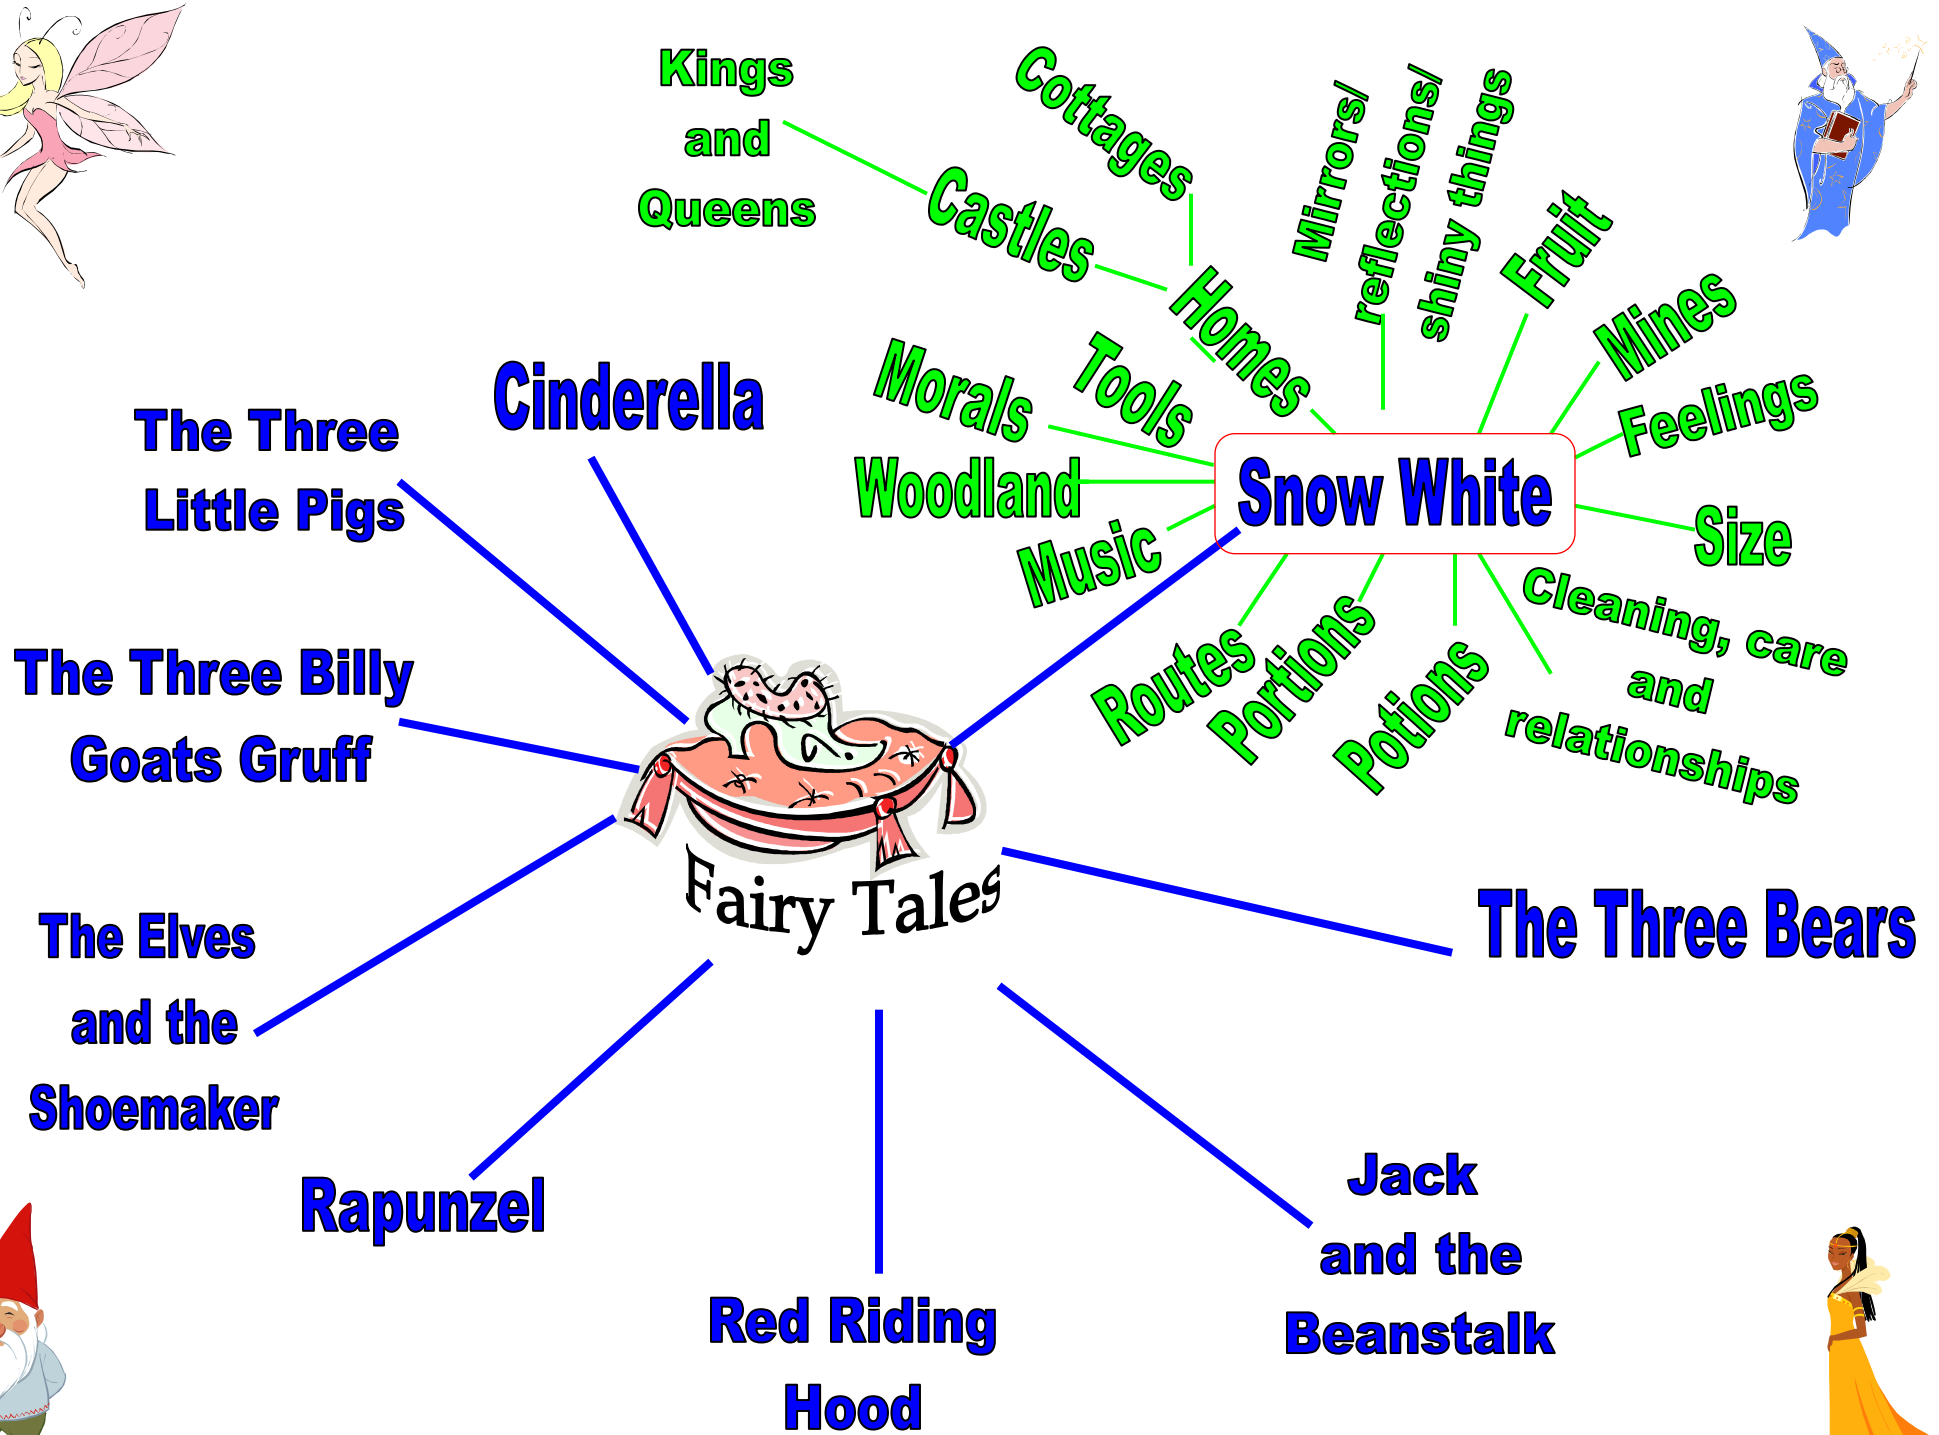 Kings
and
Queens
Cottages
Castles
Homes
Mirrors/
reflections/
shiny things
Fruit
Mines
Feelings
Size
Cleaning, care
and
relationships
Potions
Portions
Routes
Music
Woodland
Morals
Tools
Snow White
Cinderella
The Three
Little Pigs
The Three Billy
Goats Gruff
The Elves
and the
Shoemaker
Rapunzel
Red Riding
Hood
Jack
and the
Beanstalk
The Three Bears
Fairy Tales